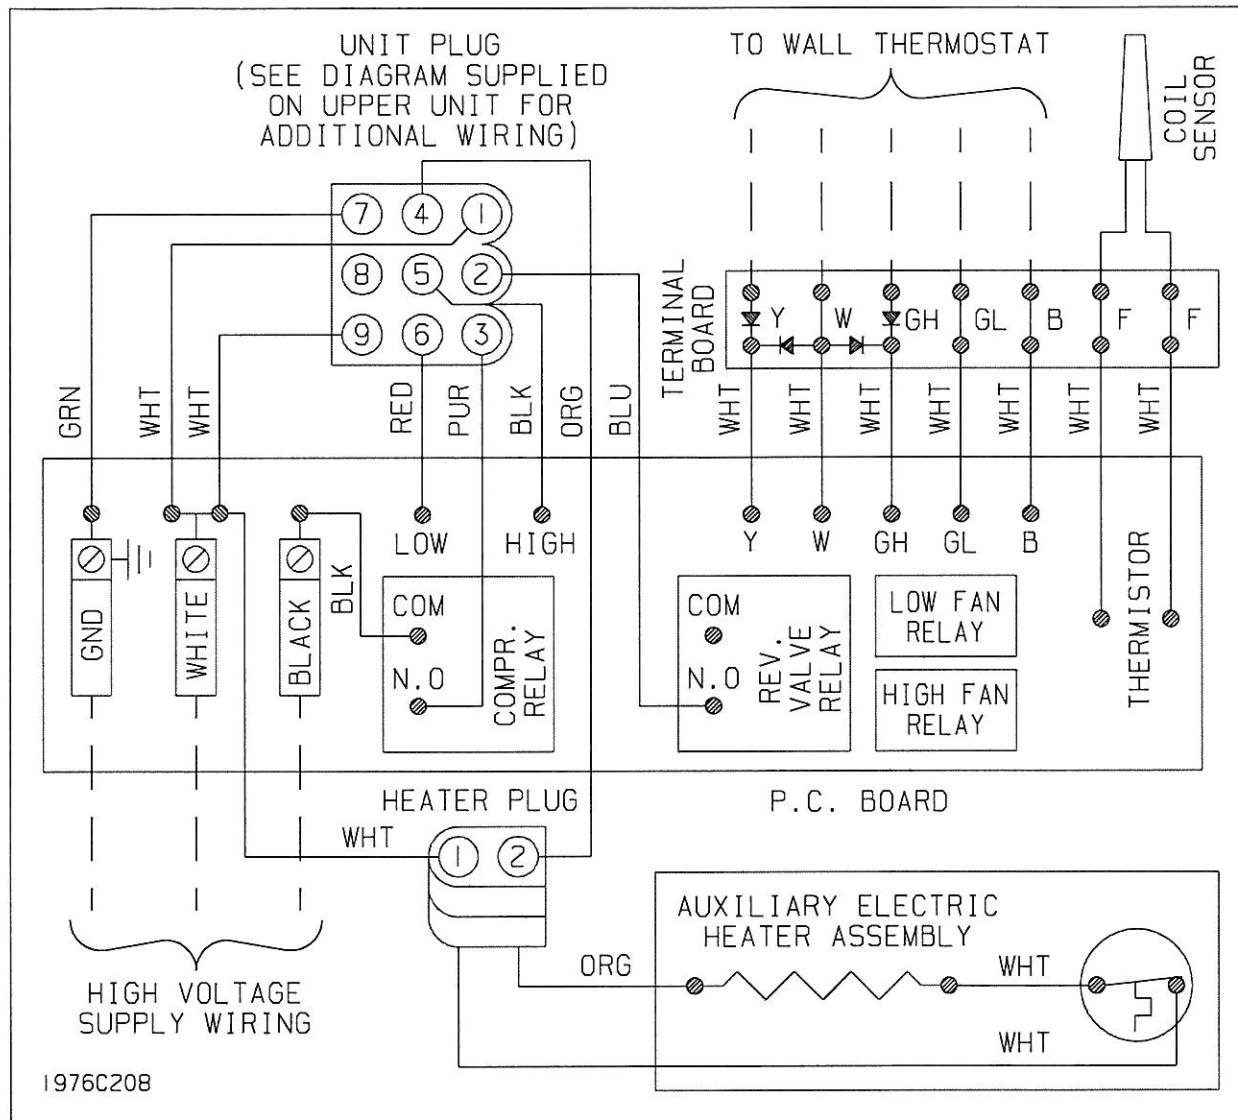 UNIT PLUG
(SEE DIAGRAM SUPPLIED
ON UPPER UNIT FOR
ADDITIONAL WIRING)
TO WALL THERMOSTAT
COIL
SENSOR
7 4 1
8 5 2
9 6 3
TERMINAL
BOARD
Y W GH GL B F F
GRN
WHT
WHT
RED
PUR
BLK
ORG
BLU
WHT
WHT
WHT
WHT
WHT
WHT
WHT
LOW
HIGH
Y W GH GL B
GND
WHITE
BLACK
BLK
COM
N.O
COMPR.
RELAY
COM
N.O
REV.
VALVE
RELAY
LOW FAN
RELAY
HIGH FAN
RELAY
THERMISTOR
HEATER PLUG
P.C. BOARD
WHT
1 2
AUXILIARY ELECTRIC
HEATER ASSEMBLY
ORG
WHT
WHT
HIGH VOLTAGE
SUPPLY WIRING
1976C208